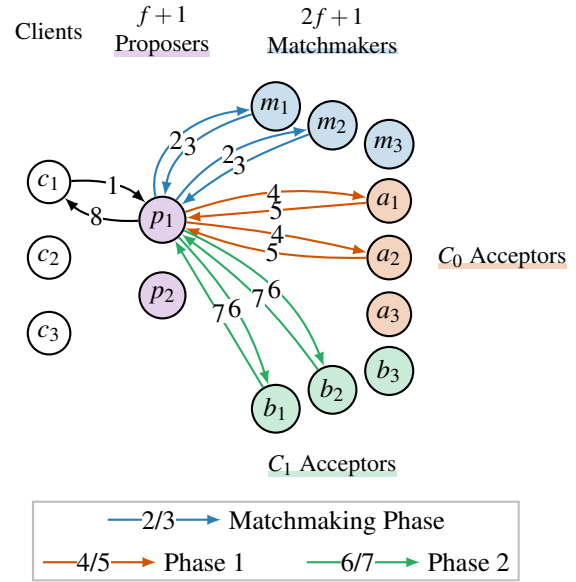 Clients
f + 1
Proposers
2f + 1
Matchmakers
m1
m2
m3
2
3
2
3
c1
1
8
p1
4
5
4
5
a1
c2
a2
C0 Acceptors
p2
7
6
7
6
a3
c3
b3
b2
b1
C1 Acceptors
2/3 Matchmaking Phase
4/5 Phase 1 6/7 Phase 2